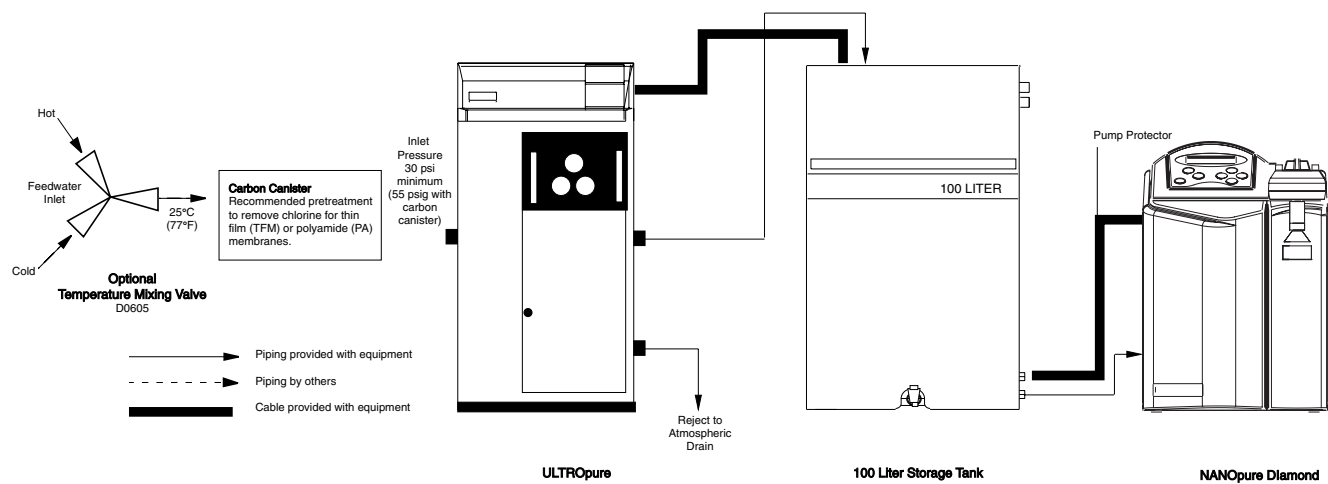 Hot
Feedwater
Inlet
Cold
25°C
(77°F)
Optional
Temperature Mixing Valve
D0605
Carbon Canister
Recommended pretreatment
to remove chlorine for thin
film (TFM) or polyamide (PA)
membranes.
Piping provided with equipment
Piping by others
Cable provided with equipment
Inlet
Pressure
30 psi
minimum
(55 psig with
carbon
canister)
Reject to
Atmospheric
Drain
ULTROpure
100 LITER
100 Liter Storage Tank
Pump Protector
NANOpure Diamond